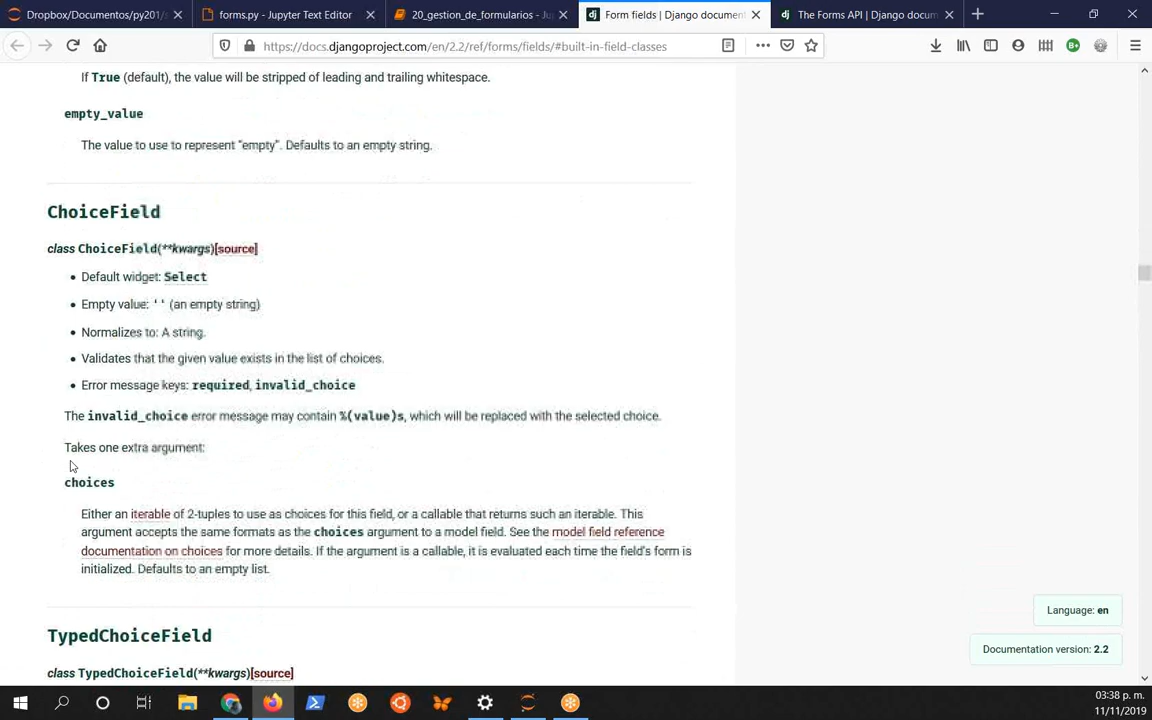 Dropbox/Documentos/py201/
forms.py - Jupyter Text Editor
20_gestion_de_formularios - Ju
Form fields | Django document
The Forms API | Django docum
https://docs.djangoproject.com/en/2.2/ref/forms/fields/#built-in-field-classes
If True (default), the value will be stripped of leading and trailing whitespace.
empty_value
The value to use to represent “empty”. Defaults to an empty string.
ChoiceField
class ChoiceField(**kwargs)[source]
Default widget: Select
Empty value: '' (an empty string)
Normalizes to: A string.
Validates that the given value exists in the list of choices.
Error message keys: required, invalid_choice
The invalid_choice error message may contain %(value)s, which will be replaced with the selected choice.
Takes one extra argument:
choices
Either an iterable of 2-tuples to use as choices for this field, or a callable that returns such an iterable. This
argument accepts the same formats as the choices argument to a model field. See the model field reference
documentation on choices for more details. If the argument is a callable, it is evaluated each time the field's form is
initialized. Defaults to an empty list.
TypedChoiceField
class TypedChoiceField(**kwargs)[source]
Language: en
Documentation version: 2.2
03:38 p. m.
11/11/2019